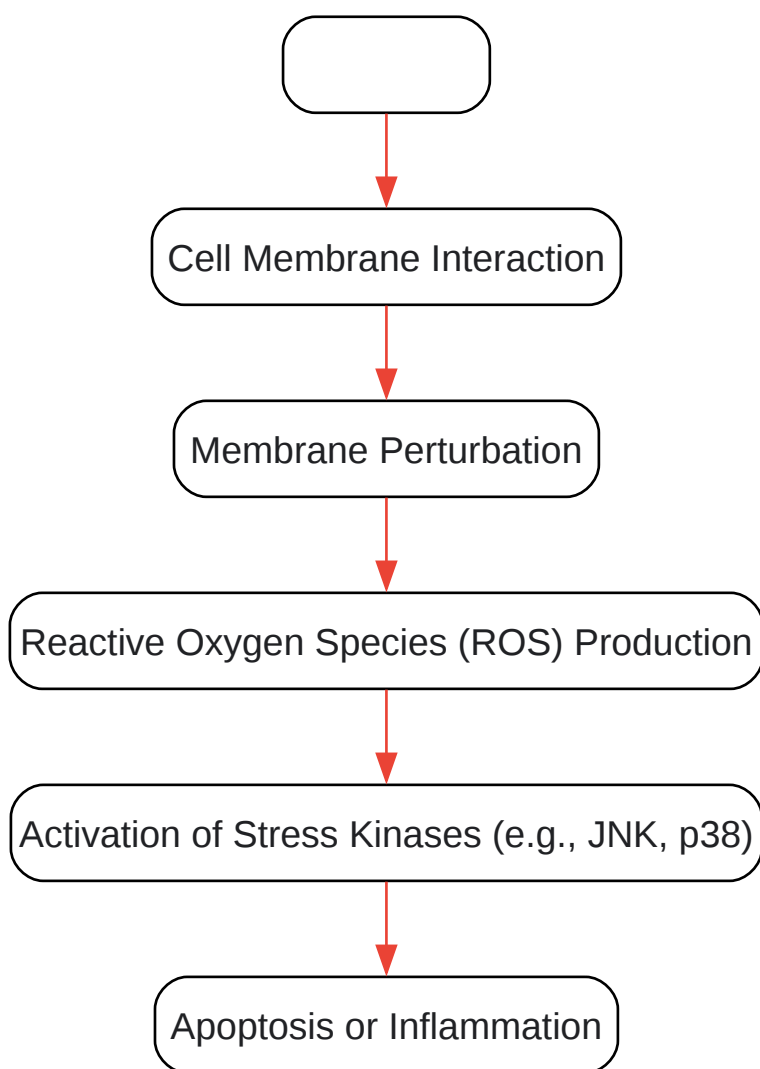 Cell Membrane Interaction
Membrane Perturbation
Reactive Oxygen Species (ROS) Production
Activation of Stress Kinases (e.g., JNK, p38)
Apoptosis or Inflammation